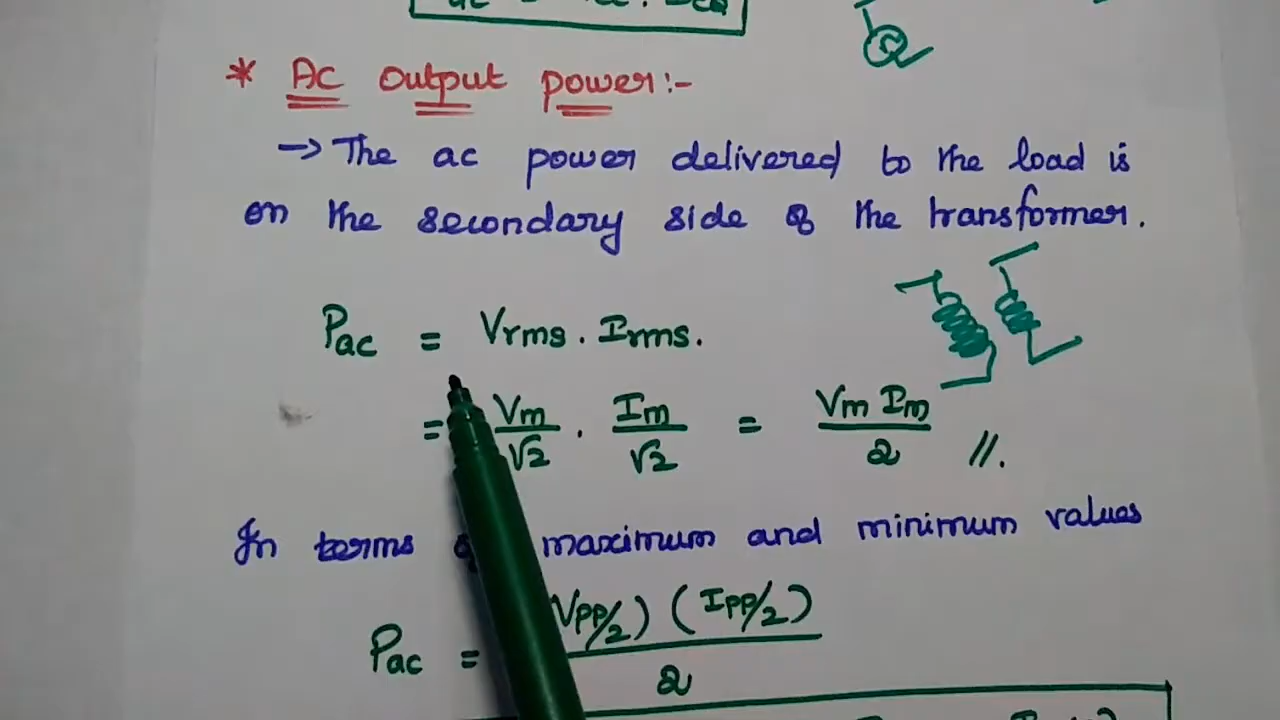 * Ac output power:-
→ The ac power delivered to the load is
on the secondary side of the transformer.
Pac = Vrms . Irms.
= Vm/√2 . Im/√2 = Vm Im/2 //.
In terms maximum and minimum values
Pac = VPP/2) (IPP/2)/2